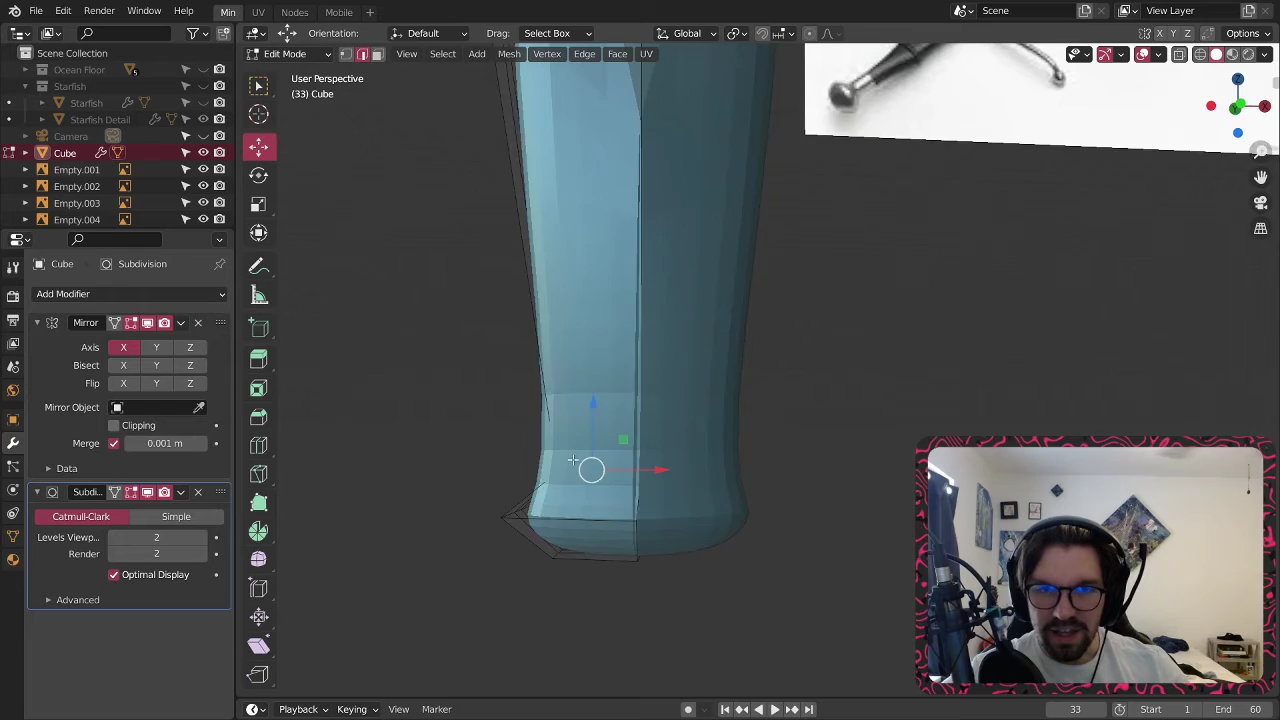 File Edit Render Window Help Min UV Nodes Mobile + Scene View Layer
Orientation: Default Drag: Select Box Global X Y Z Options
Edit Mode View Select Add Mesh Vertex Edge Face UV
Scene Collection
Ocean Floor 5
Starfish
Starfish
Starfish Detail
Camera
Cube
Empty.001
Empty.002
Empty.003
Empty.004
User Perspective
(33) Cube
Z
X
Y
Cube Subdivision
Add Modifier
Mirror
Axis X Y Z
Bisect X Y Z
Flip X Y Z
Mirror Object
Clipping
Merge 0.001 m
Data
Subdi...
Catmull-Clark Simple
Levels Viewp... 2
Render 2
Optimal Display
Advanced
Playback Keying View Marker 33 Start 1 End 60